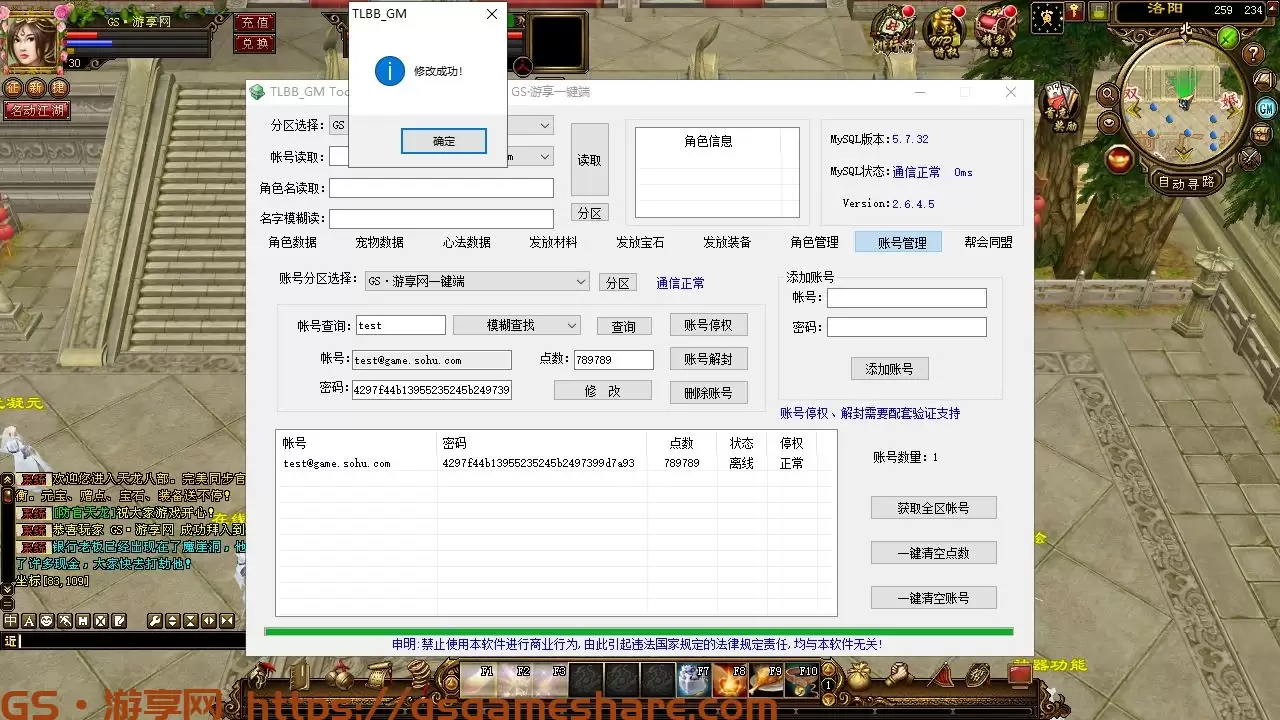 GS·游享网
充值
兑换
30
名动江湖
TLBB_GM
修改成功!
确定
洛阳
259 234
北
自动寻路
GM
TLBB_GM Too
GS·游享一键端
分区选择: GS
帐号读取:
m
角色名读取:
名字模糊读:
读取
分区
角色信息
MySQL版本:5.7.32
MySQL状态:通信正常 0ms
Version:2.6.4.5
角色数据 宠物数据 心法数据 发放材料 发放宝石 发放装备 角色管理 账号管理 帮会同盟
账号分区选择: GS·游享网一键端 分区 通信正常
帐号查询: test 模糊查找 查询 账号停权
帐号: test@game.sohu.com 点数: 789789 账号解封
密码: 4297f44b13955235245b249739 修 改 删除账号
添加账号
帐号:
密码:
添加账号
账号停权、解封需要配套验证支持
帐号 密码 点数 状态 停权
test@game.sohu.com 4297f44b13955235245b2497399d7a93 789789 离线 正常
账号数量: 1
获取全区帐号
一键清空点数
一键清空账号
申明:禁止使用本软件进行商业行为,由此引起违法国家规定的法律规定责任,均与本软件无关!
欢迎您进入天龙八部．完美同步官
衡．元宝、赠点、宝石、装备送不停!
[仿官天龙]祝大家游戏开心!
恭喜玩家 GS·游享网 成功拜入到
银行老板已经出现在了魔崖洞，他
了许多现金，大家快去打劫他!
坐标[83,109]
近
F1 F2 F3 F7 F8 F9 F10
神器功能
GS·游享网 https://gsgameshare.com